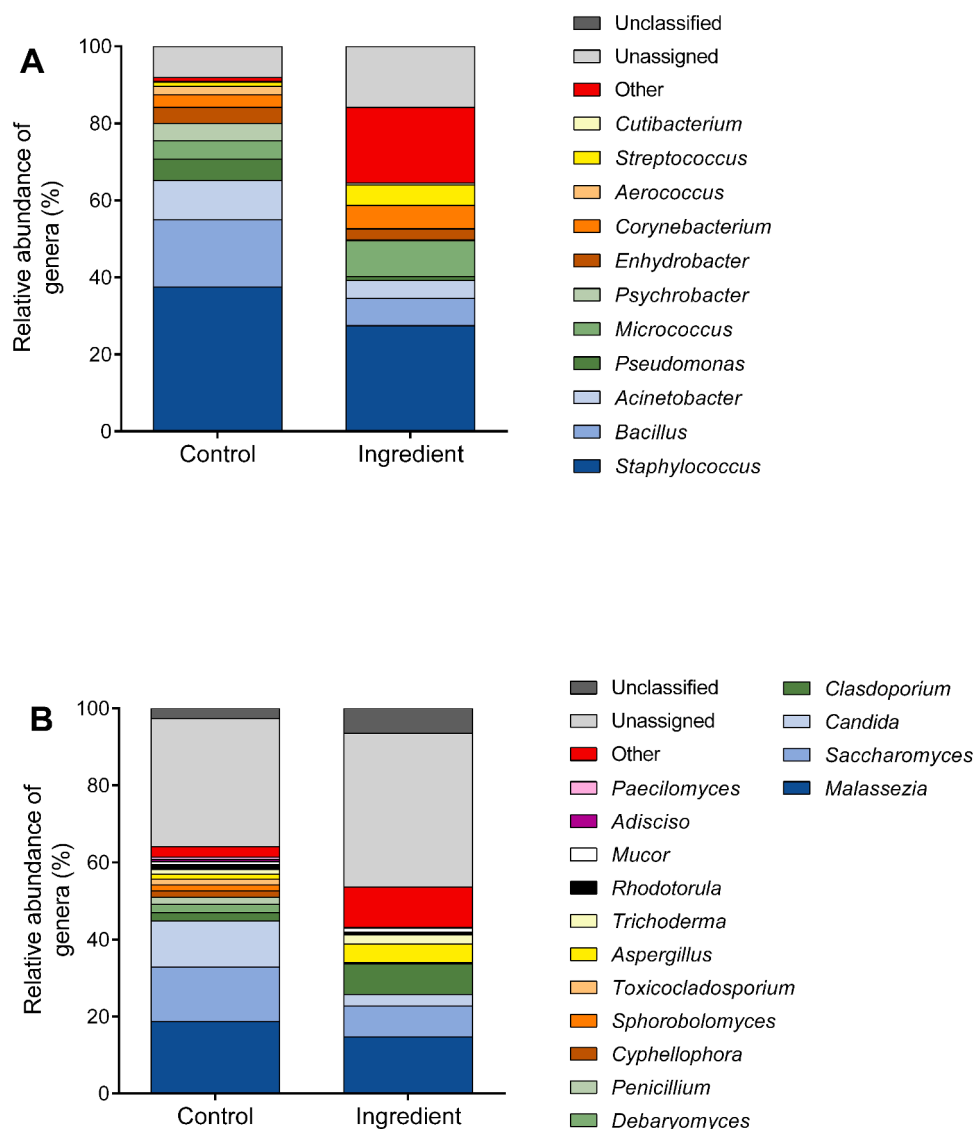 A
Relative abundance of
genera (%)
100
80
60
40
20
0
Control
Ingredient
Unclassified
Unassigned
Other
Cutibacterium
Streptococcus
Aerococcus
Corynebacterium
Enhydrobacter
Psychrobacter
Micrococcus
Pseudomonas
Acinetobacter
Bacillus
Staphylococcus
B
Relative abundance of
genera (%)
100
80
60
40
20
0
Control
Ingredient
Unclassified
Unassigned
Other
Paecilomyces
Adisciso
Mucor
Rhodotorula
Trichoderma
Aspergillus
Toxicocladosporium
Sphorobolomyces
Cyphellophora
Penicillium
Debaryomyces
Clasdoporium
Candida
Saccharomyces
Malassezia